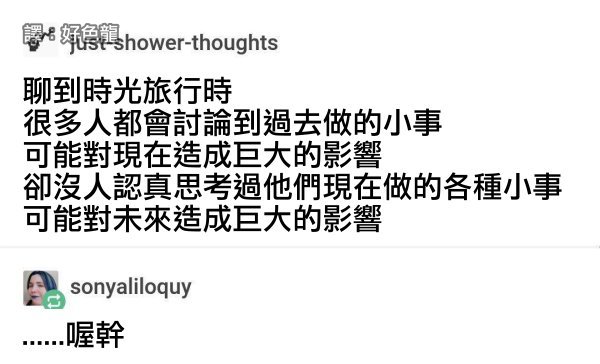 譯：好色龍
just-shower-thoughts
聊到時光旅行時
很多人都會討論到過去做的小事
可能對現在造成巨大的影響
卻沒人認真思考過他們現在做的各種小事
可能對未來造成巨大的影響
sonyaliloquy
......喔幹